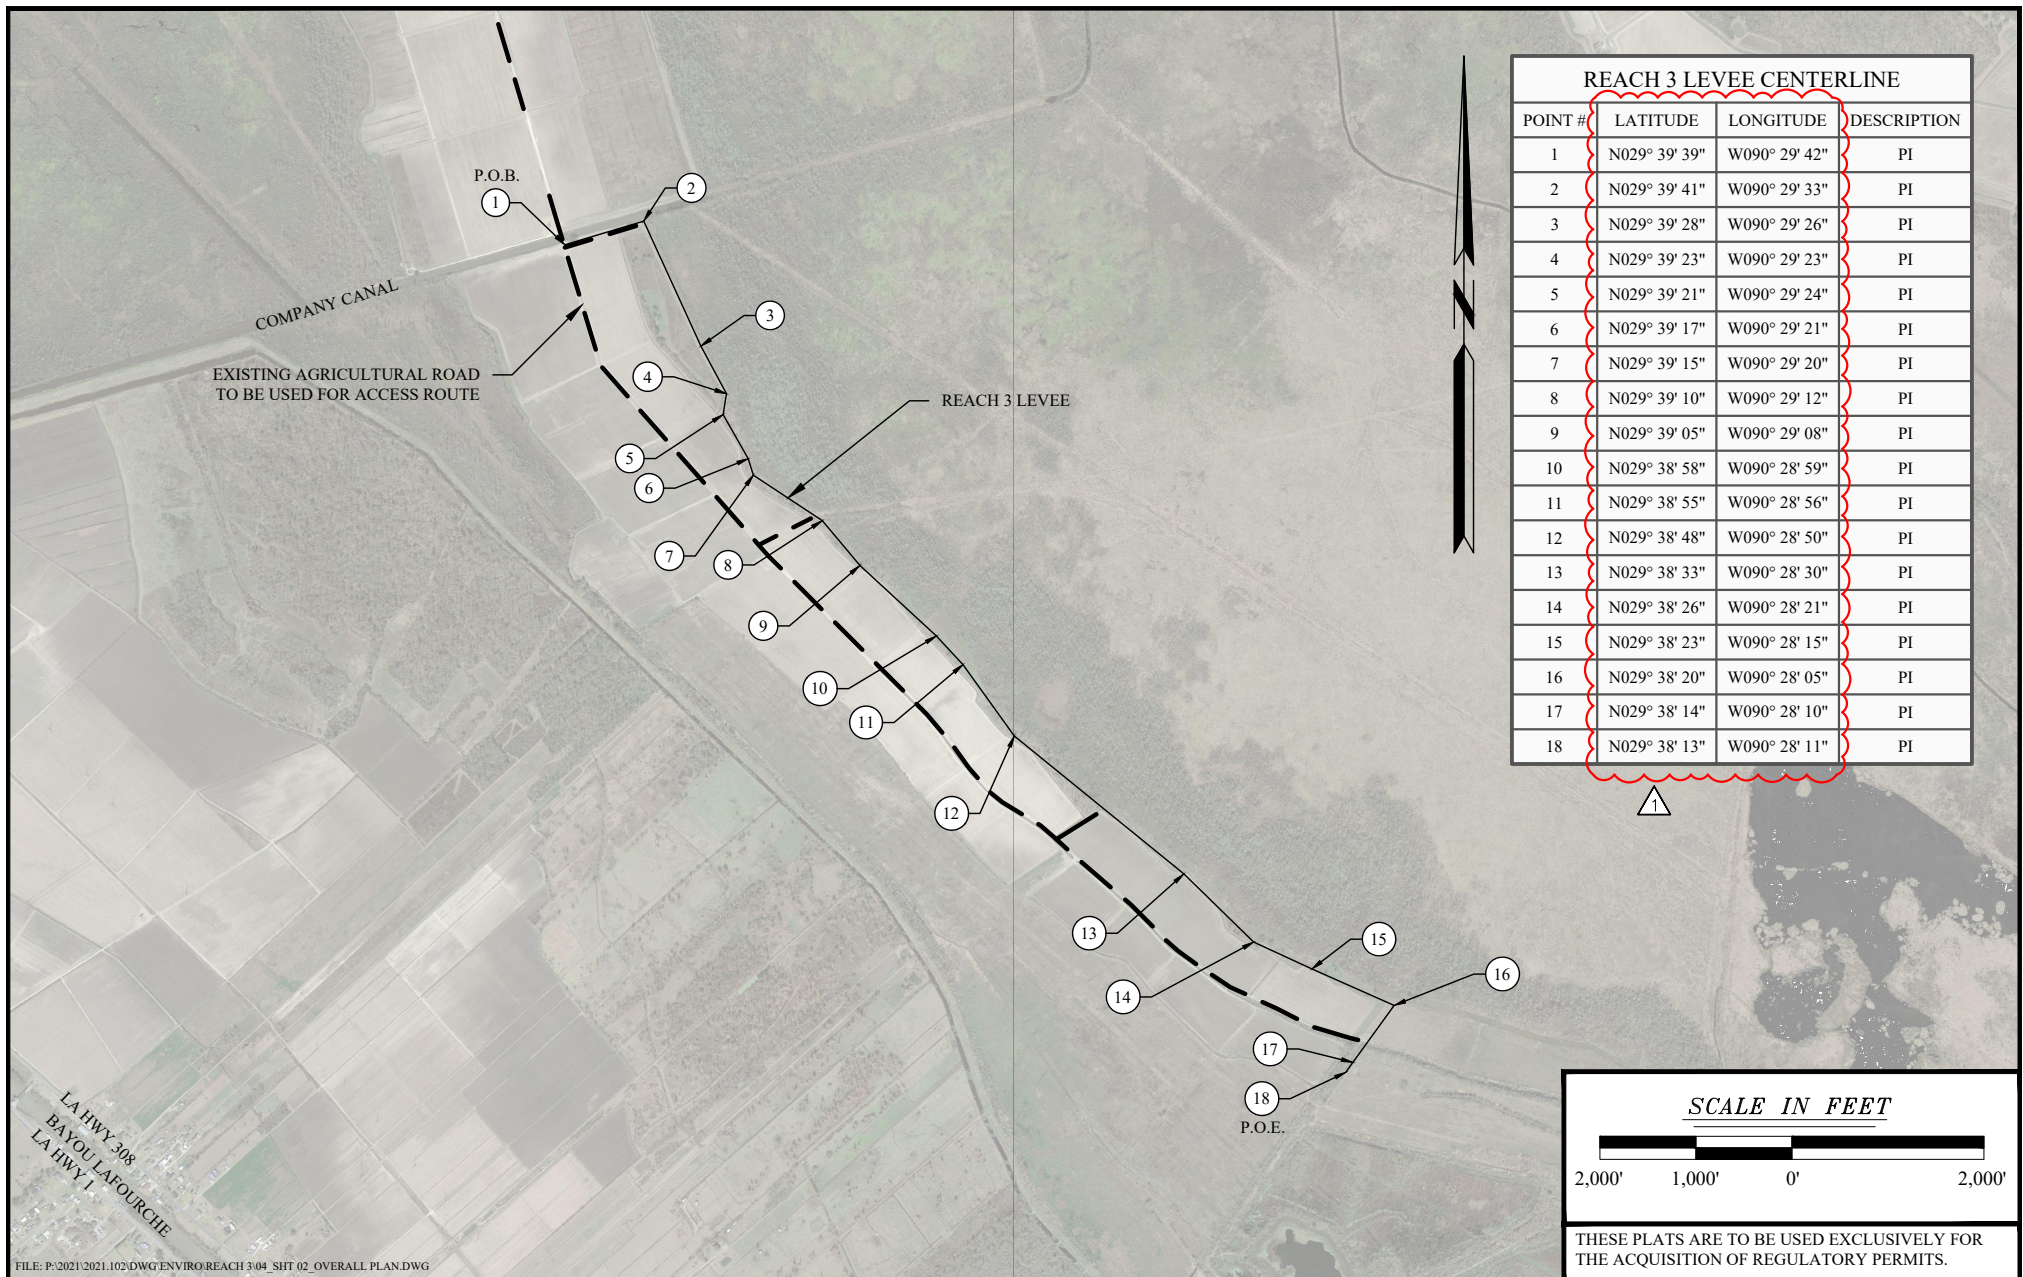 REACH 3 LEVEE CENTERLINE
POINT # LATITUDE LONGITUDE DESCRIPTION
1 N029° 39' 39" W090° 29' 42" PI
2 N029° 39' 41" W090° 29' 33" PI
3 N029° 39' 28" W090° 29' 26" PI
4 N029° 39' 23" W090° 29' 23" PI
5 N029° 39' 21" W090° 29' 24" PI
6 N029° 39' 17" W090° 29' 21" PI
7 N029° 39' 15" W090° 29' 20" PI
8 N029° 39' 10" W090° 29' 12" PI
9 N029° 39' 05" W090° 29' 08" PI
10 N029° 38' 58" W090° 28' 59" PI
11 N029° 38' 55" W090° 28' 56" PI
12 N029° 38' 48" W090° 28' 50" PI
13 N029° 38' 33" W090° 28' 30" PI
14 N029° 38' 26" W090° 28' 21" PI
15 N029° 38' 23" W090° 28' 15" PI
16 N029° 38' 20" W090° 28' 05" PI
17 N029° 38' 14" W090° 28' 10" PI
18 N029° 38' 13" W090° 28' 11" PI
1
N
P.O.B.
1
2
COMPANY CANAL
3
EXISTING AGRICULTURAL ROAD
TO BE USED FOR ACCESS ROUTE
4
REACH 3 LEVEE
5
6
7
8
9
10
11
12
13
14
15
16
17
18
P.O.E.
LA HWY 308
BAYOU LAFOURCHE
LA HWY 1
SCALE IN FEET
2,000' 1,000' 0' 2,000'
THESE PLATS ARE TO BE USED EXCLUSIVELY FOR
THE ACQUISITION OF REGULATORY PERMITS.
FILE: P:\2021\2021.102\DWG\ENVIRO\REACH 3\04_SHT 02_OVERALL PLAN.DWG